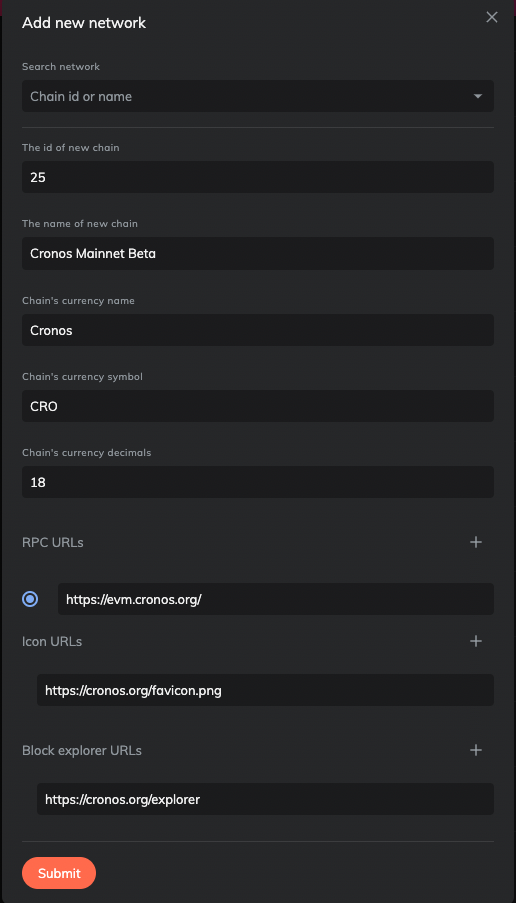 Add new network
Search network
Chain id or name
The id of new chain
25
The name of new chain
Cronos Mainnet Beta
Chain's currency name
Cronos
Chain's currency symbol
CRO
Chain's currency decimals
18
RPC URLs
https://evm.cronos.org/
Icon URLs
https://cronos.org/favicon.png
Block explorer URLs
https://cronos.org/explorer
Submit